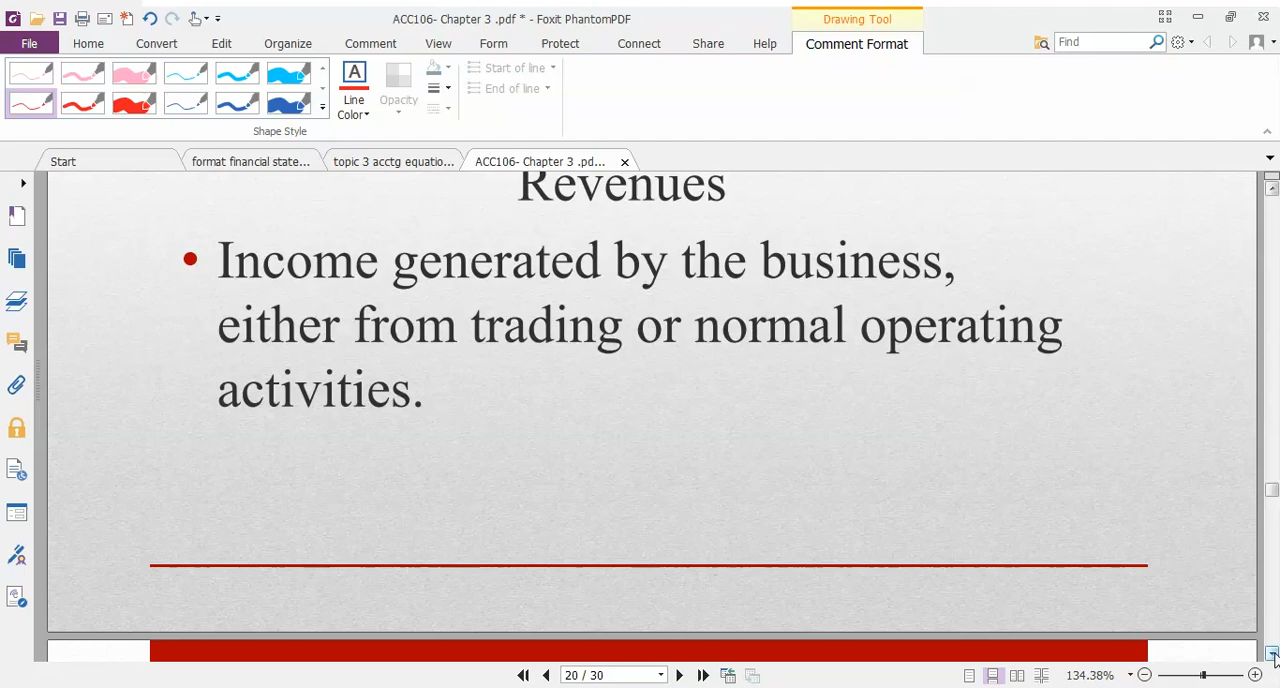 ACC106- Chapter 3 .pdf * - Foxit PhantomPDF
Drawing Tool
File Home Convert Edit Organize Comment View Form Protect Connect Share Help Comment Format
Find
A
Line Color
Opacity
Start of line
End of line
Shape Style
Start
format financial state...
topic 3 acctg equatio...
ACC106- Chapter 3 .pd...
Revenues
• Income generated by the business,
either from trading or normal operating
activities.
20 / 30
134.38%